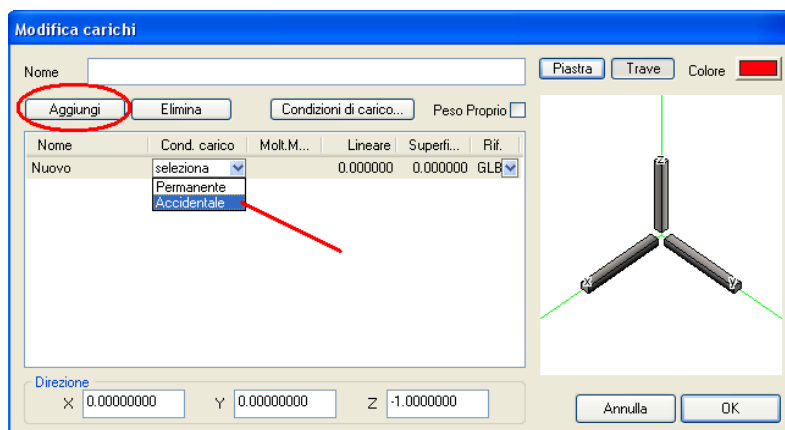 Modifica carichi
Nome
Piastra Trave Colore
Aggiungi Elimina Condizioni di carico... Peso Proprio
Nome Cond. carico Molt.M... Lineare Superfi... Rif.
Nuovo seleziona 0.000000 0.000000 GLB
Permanente
Accidentale
Z
X Y
Direzione
X 0.00000000 Y 0.00000000 Z -1.0000000
Annulla OK